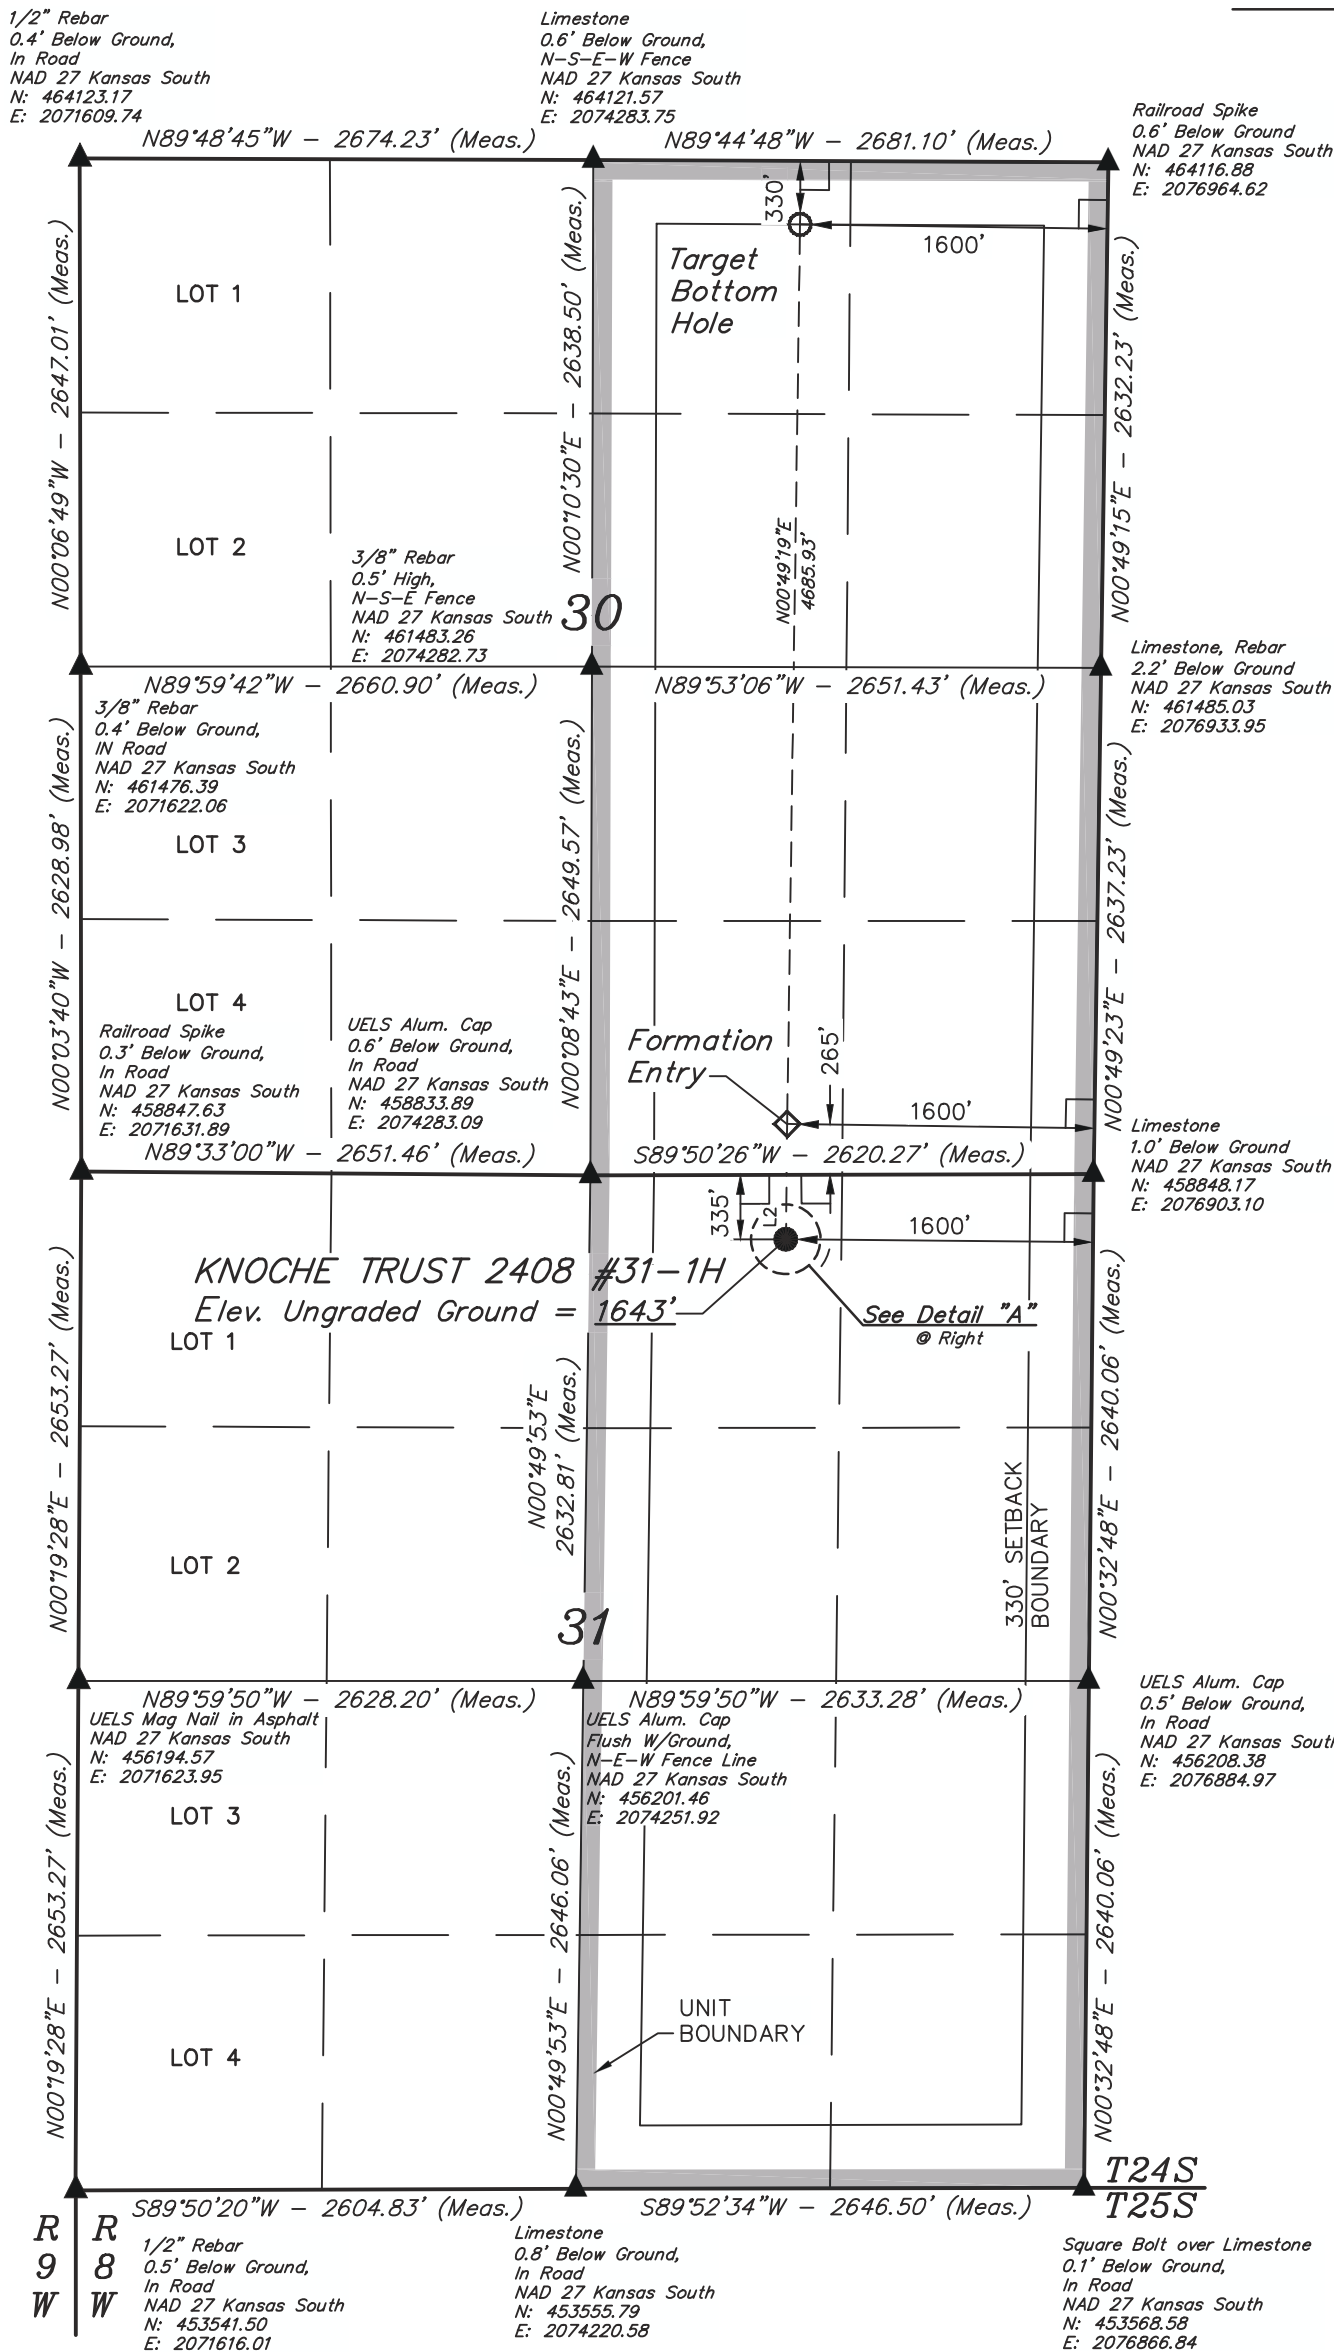 1/2" Rebar
0.4' Below Ground,
In Road
NAD 27 Kansas South
N: 464123.17
E: 2071609.74
Limestone
0.6' Below Ground,
N-S-E-W Fence
NAD 27 Kansas South
N: 464121.57
E: 2074283.75
Railroad Spike
0.6' Below Ground
NAD 27 Kansas South
N: 464116.88
E: 2076964.62
N89°48'45"W - 2674.23' (Meas.)
N89°44'48"W - 2681.10' (Meas.)
330'
1600'
Target
Bottom
Hole
LOT 1
N00°06'49"W - 2647.01' (Meas.)
N00°10'30"E - 2638.50' (Meas.)
N00°49'15"E - 2632.23' (Meas.)
N00°49'19"E
4685.93'
LOT 2
3/8" Rebar
0.5' High,
N-S-E Fence
NAD 27 Kansas South
N: 461483.26
E: 2074282.73
30
Limestone, Rebar
2.2' Below Ground
NAD 27 Kansas South
N: 461485.03
E: 2076933.95
N89°59'42"W - 2660.90' (Meas.)
N89°53'06"W - 2651.43' (Meas.)
3/8" Rebar
0.4' Below Ground,
IN Road
NAD 27 Kansas South
N: 461476.39
E: 2071622.06
LOT 3
N00°03'40"W - 2628.98' (Meas.)
N00°08'43"E - 2649.57' (Meas.)
N00°49'23"E - 2637.23' (Meas.)
LOT 4
Railroad Spike
0.3' Below Ground,
In Road
NAD 27 Kansas South
N: 458847.63
E: 2071631.89
UELS Alum. Cap
0.6' Below Ground,
In Road
NAD 27 Kansas South
N: 458833.89
E: 2074283.09
Formation
Entry
265'
1600'
Limestone
1.0' Below Ground
NAD 27 Kansas South
N: 458848.17
E: 2076903.10
N89°33'00"W - 2651.46' (Meas.)
S89°50'26"W - 2620.27' (Meas.)
335'
L2
1600'
KNOCHE TRUST 2408 #31-1H
Elev. Ungraded Ground = 1643'
See Detail "A"
@ Right
LOT 1
N00°19'28"E - 2653.27' (Meas.)
N00°49'53"E
2632.81' (Meas.)
330' SETBACK
BOUNDARY
N00°32'48"E - 2640.06' (Meas.)
LOT 2
31
N89°59'50"W - 2628.20' (Meas.)
N89°59'50"W - 2633.28' (Meas.)
UELS Mag Nail in Asphalt
NAD 27 Kansas South
N: 456194.57
E: 2071623.95
UELS Alum. Cap
Flush W/Ground,
N-E-W Fence Line
NAD 27 Kansas South
N: 456201.46
E: 2074251.92
UELS Alum. Cap
0.5' Below Ground,
In Road
NAD 27 Kansas South
N: 456208.38
E: 2076884.97
LOT 3
N00°19'28"E - 2653.27' (Meas.)
N00°49'53"E - 2646.06' (Meas.)
N00°32'48"E - 2640.06' (Meas.)
UNIT
BOUNDARY
LOT 4
T24S
T25S
S89°50'20"W - 2604.83' (Meas.)
S89°52'34"W - 2646.50' (Meas.)
R R
9 8
W W
1/2" Rebar
0.5' Below Ground,
In Road
NAD 27 Kansas South
N: 453541.50
E: 2071616.01
Limestone
0.8' Below Ground,
In Road
NAD 27 Kansas South
N: 453555.79
E: 2074220.58
Square Bolt over Limestone
0.1' Below Ground,
In Road
NAD 27 Kansas South
N: 453568.58
E: 2076866.84